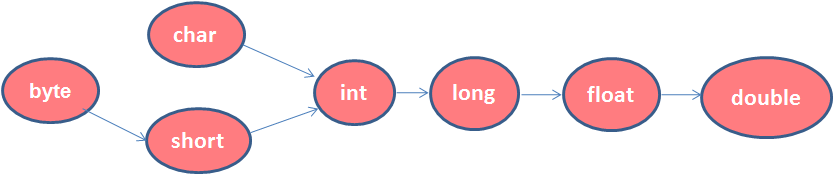 char
byte
short
int
long
float
double